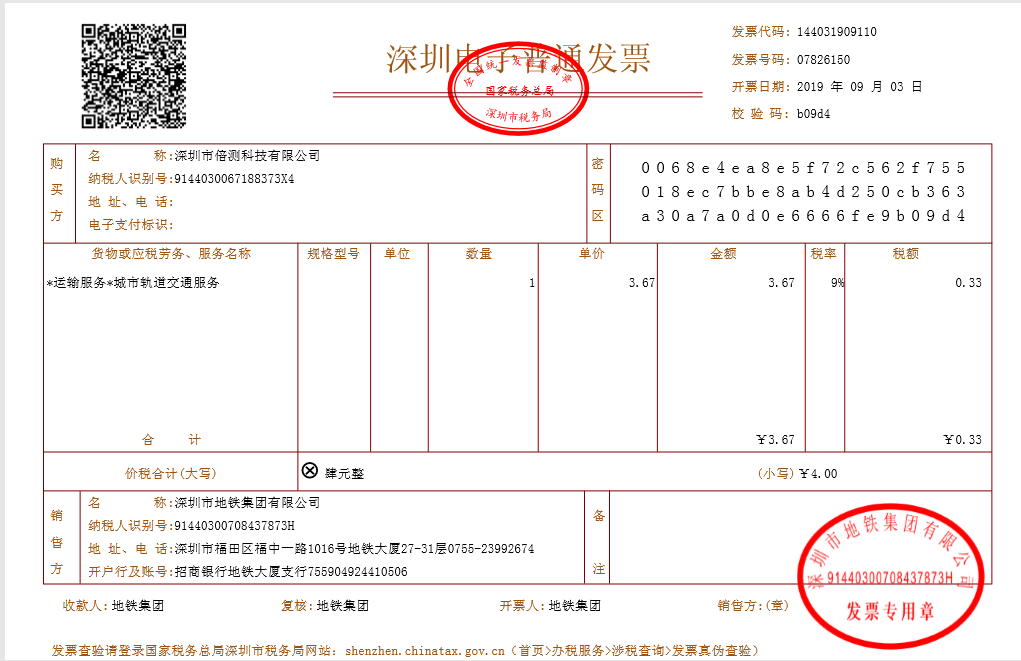 深圳电子普通发票
全国统一发票监制章
国家税务总局
深圳市税务局
发票代码: 144031909110
发票号码: 07826150
开票日期: 2019 年 09 月 03 日
校 验 码: b09d4
购买方
名 称:深圳市倍测科技有限公司
纳税人识别号:9144030067188373X4
地 址、电 话:
电子支付标识:
密码区
0068e4ea8e5f72c562f755
018ec7bbe8ab4d250cb363
a30a7a0d0e6666fe9b09d4
货物或应税劳务、服务名称 规格型号 单位 数量 单价 金额 税率 税额
*运输服务*城市轨道交通服务 1 3.67 3.67 9% 0.33
合 计 ¥3.67 ¥0.33
价税合计(大写) ⊗ 肆元整 (小写)¥4.00
销售方
名 称:深圳市地铁集团有限公司
纳税人识别号:91440300708437873H
地 址、电 话:深圳市福田区福中一路1016号地铁大厦27-31层0755-23992674
开户行及账号:招商银行地铁大厦支行755904924410506
备注
深圳市地铁集团有限公司
91440300708437873H
发票专用章
收款人:地铁集团 复核:地铁集团 开票人:地铁集团 销售方:(章)
发票查验请登录国家税务总局深圳市税务局网站: shenzhen.chinatax.gov.cn（首页>办税服务>涉税查询>发票真伪查验）